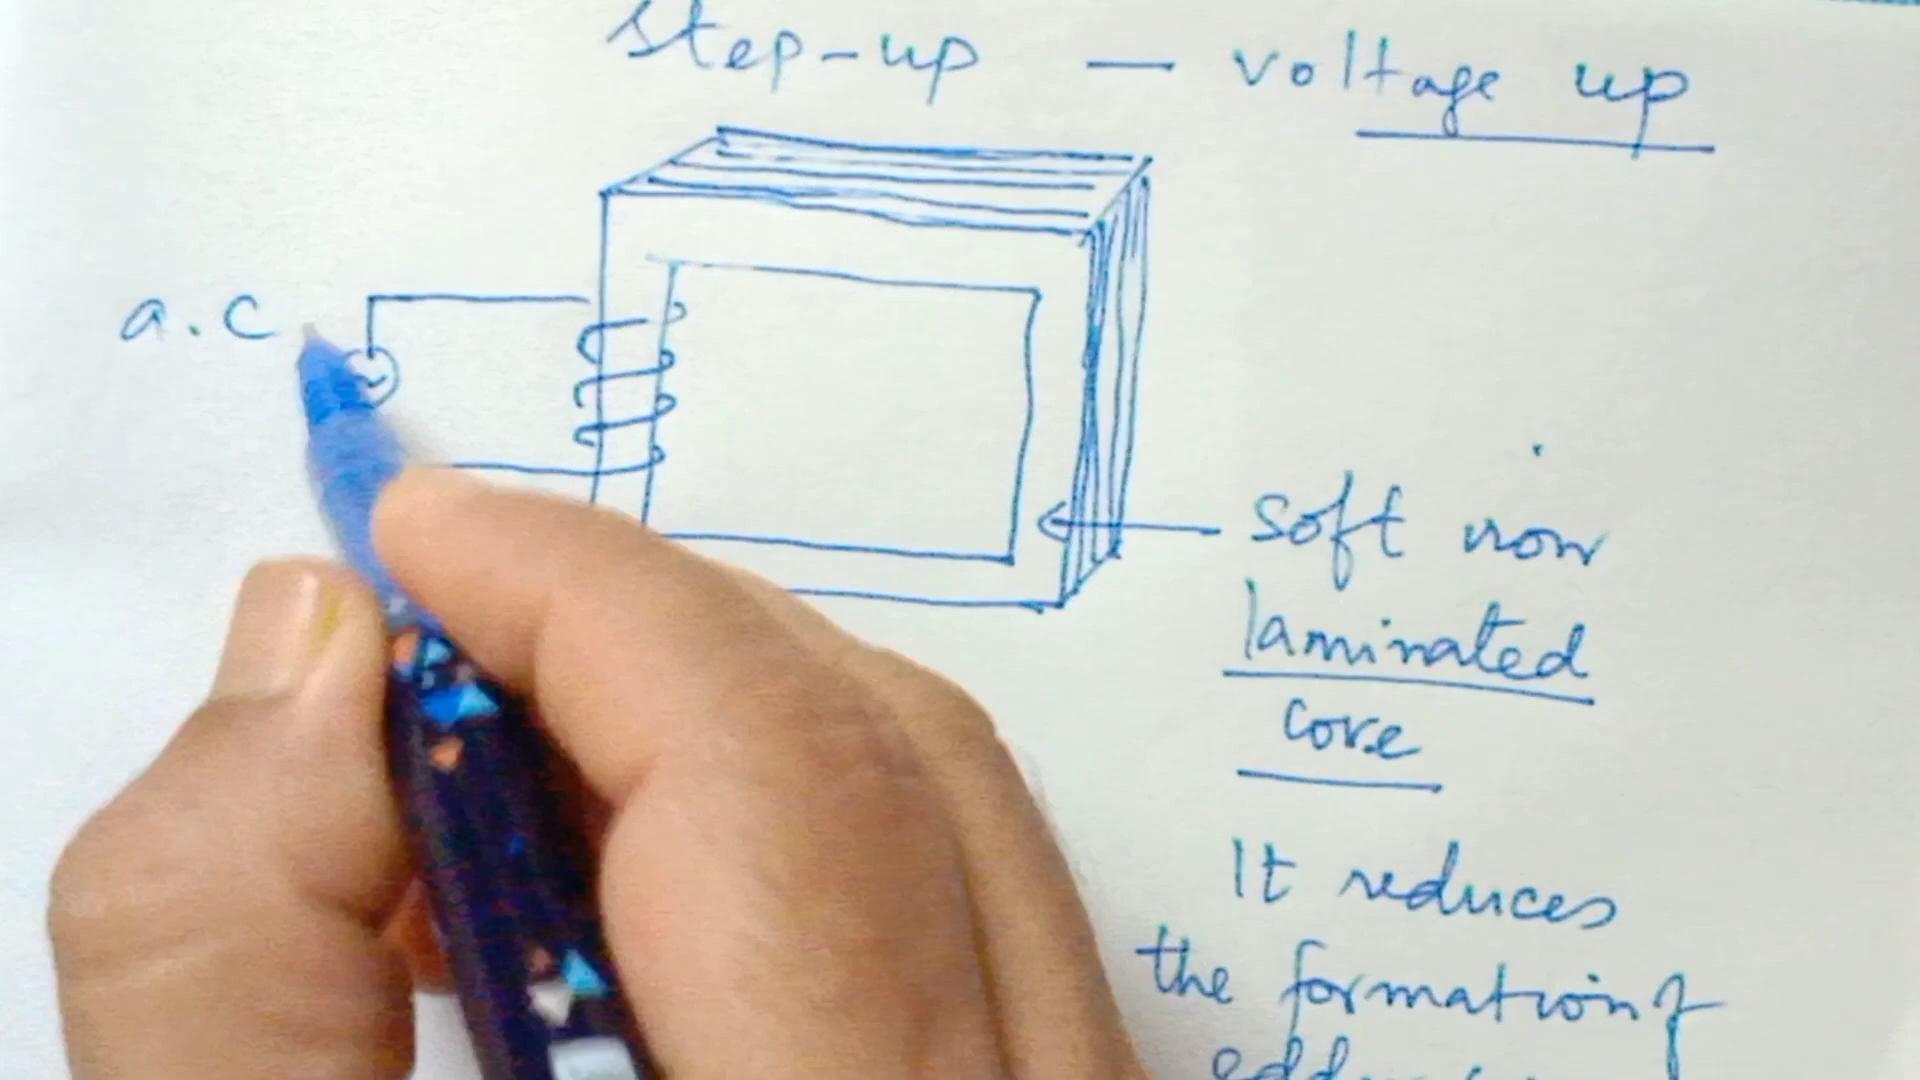 step-up — voltage up
a.c
soft iron
laminated
core
It reduces
the formation of